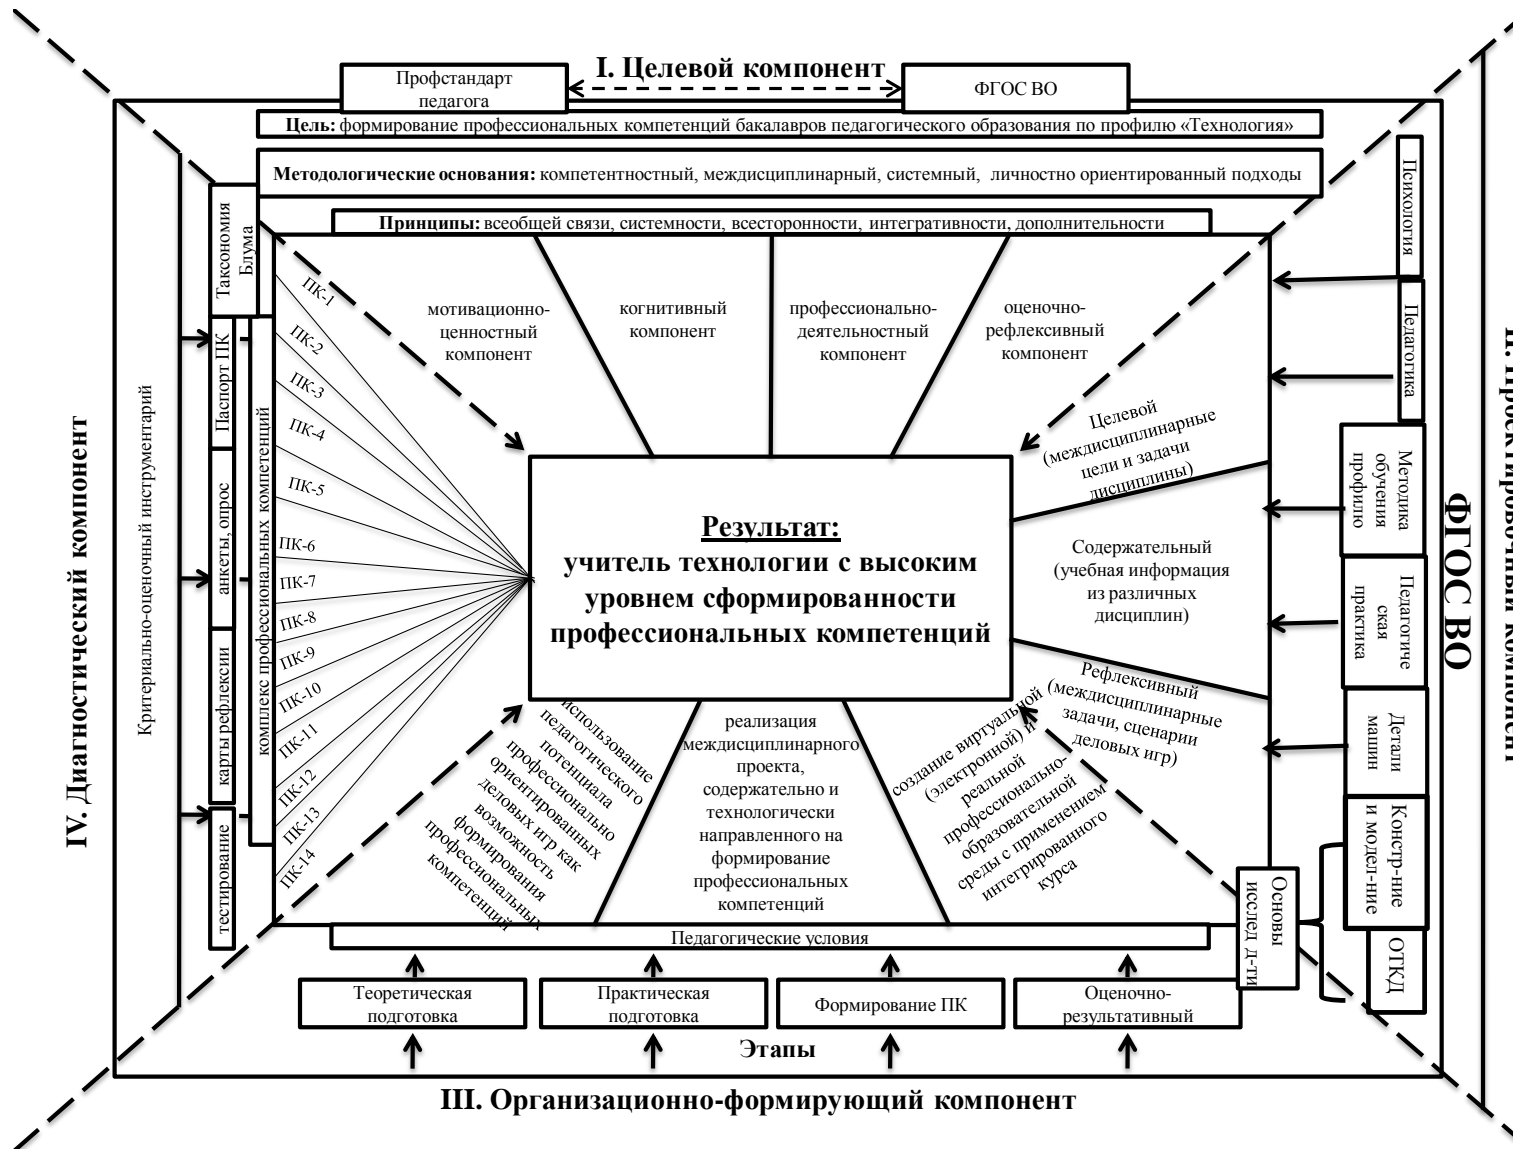 I. Целевой компонент
Профстандарт
педагога
ФГОС ВО
Цель: формирование профессиональных компетенций бакалавров педагогического образования по профилю «Технология»
Методологические основания: компетентностный, междисциплинарный, системный, личностно ориентированный подходы
Принципы: всеобщей связи, системности, всесторонности, интегративности, дополнительности
мотивационно-
ценностный
компонент
когнитивный
компонент
профессионально-
деятельностный
компонент
оценочно-
рефлексивный
компонент
IV. Диагностический компонент
Критериально-оценочный инструментарий
Таксономия
Блума
Паспорт ПК
анкеты, опрос
карты рефлексии
тестирование
комплекс профессиональных компетенций
ПК-1
ПК-2
ПК-3
ПК-4
ПК-5
ПК-6
ПК-7
ПК-8
ПК-9
ПК-10
ПК-11
ПК-12
ПК-13
ПК-14
Результат:
учитель технологии с высоким
уровнем сформированности
профессиональных компетенций
Целевой
(междисциплинарные
цели и задачи
дисциплины)
Содержательный
(учебная информация
из различных
дисциплин)
Рефлексивный
(междисциплинарные
задачи, сценарии
деловых игр)
Психология
Педагогика
Методика
обучения
профилю
Педагогиче
ская
практика
Детали
машин
Констр-ние
и модел-ние
ОТКД
Основы
исслед д-ти
ФГОС ВО
II. Проектировочный компонент
использование
педагогического
потенциала
профессионально
ориентированных
деловых игр как
возможность
формирования
профессиональных
компетенций
реализация
междисциплинарного
проекта,
содержательно и
технологически
направленного на
формирование
профессиональных
компетенций
создание виртуальной
(электронной) и
реальной
профессионально-
образовательной
среды с применением
интегрированного
курса
Педагогические условия
Теоретическая
подготовка
Практическая
подготовка
Формирование ПК
Оценочно-
результативный
Этапы
III. Организационно-формирующий компонент